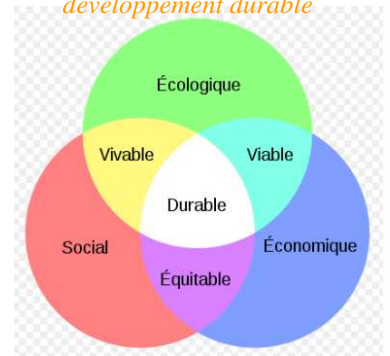 développement durable
Écologique
Vivable
Viable
Durable
Social
Économique
Équitable